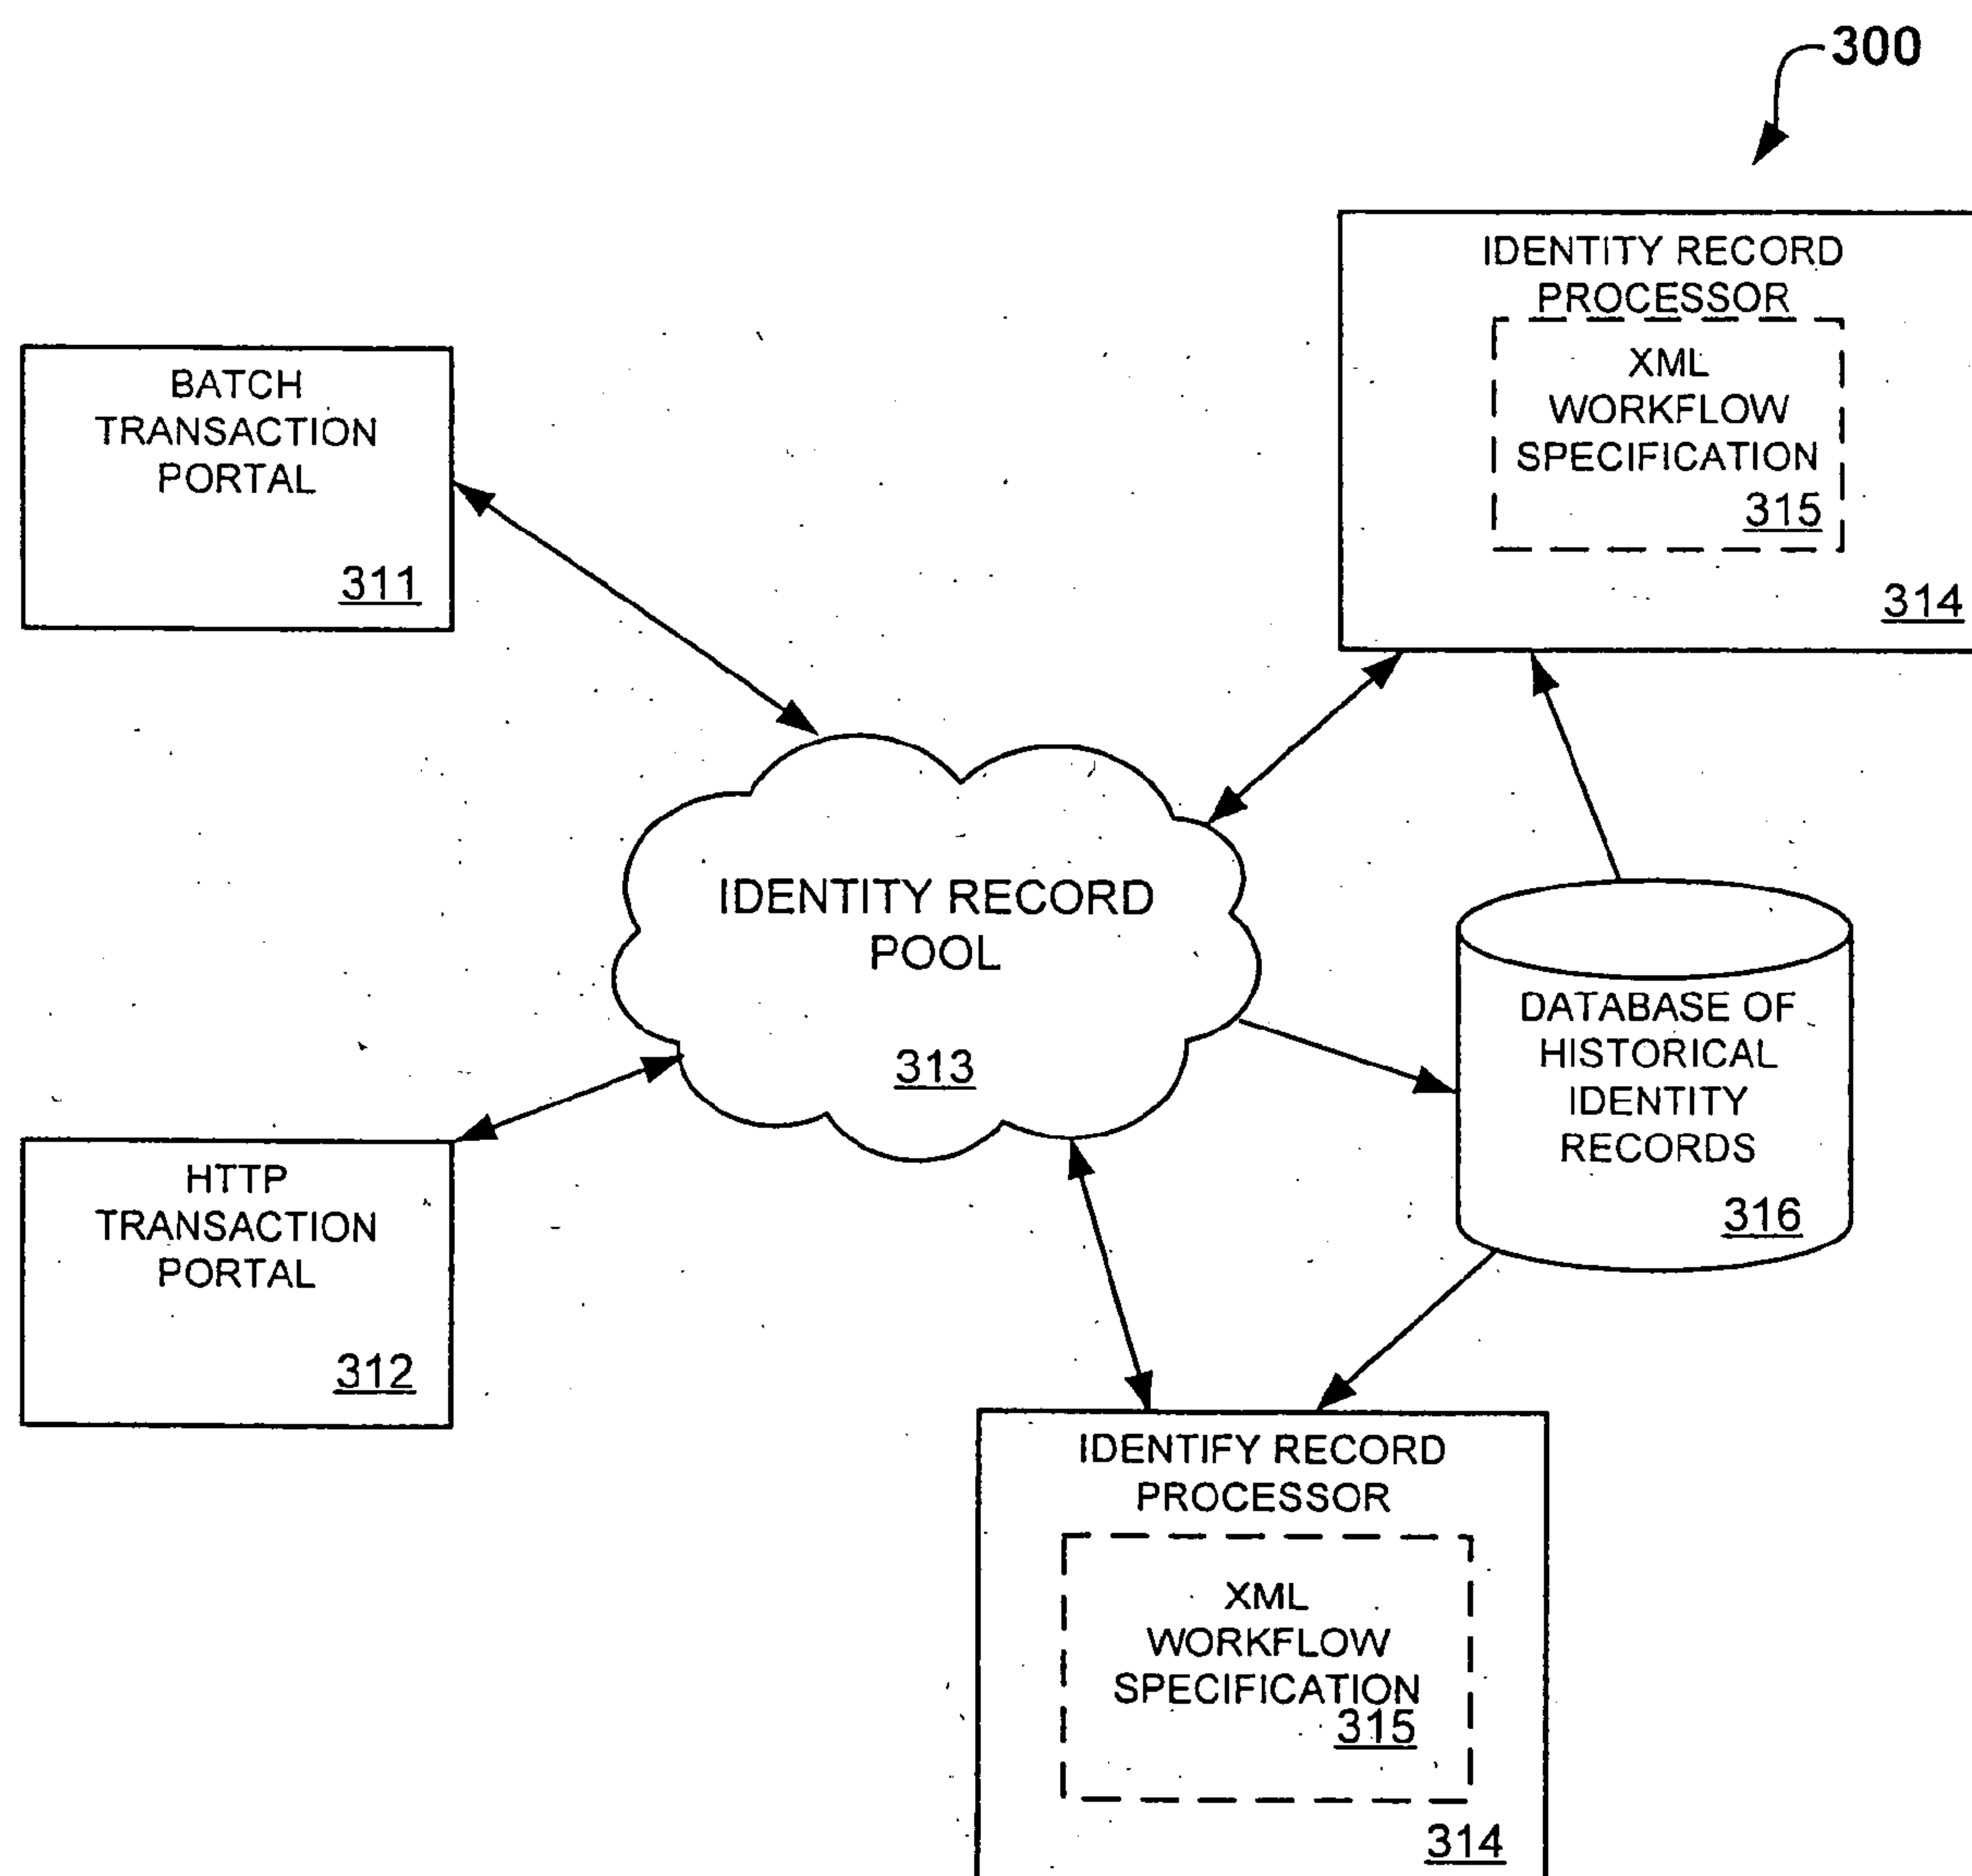 300
IDENTITY RECORD
PROCESSOR
XML
WORKFLOW
SPECIFICATION
315
314
BATCH
TRANSACTION
PORTAL
311
IDENTITY RECORD
POOL
313
DATABASE OF
HISTORICAL
IDENTITY
RECORDS
316
HTTP
TRANSACTION
PORTAL
312
IDENTIFY RECORD
PROCESSOR
XML
WORKFLOW
SPECIFICATION
315
314